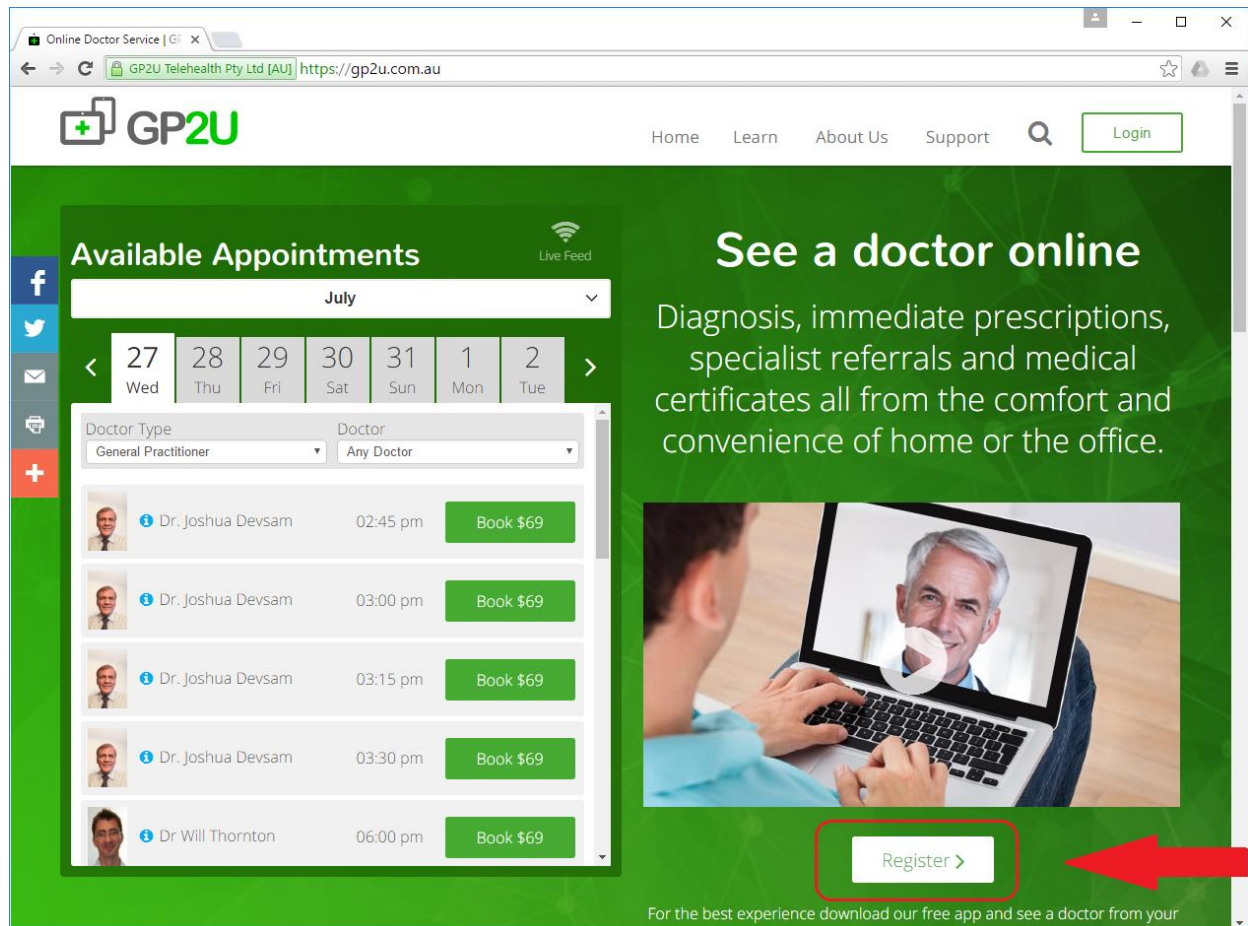 Online Doctor Service | GP
GP2U Telehealth Pty Ltd [AU] https://gp2u.com.au
GP2U
Home Learn About Us Support Login
Available Appointments
Live Feed
July
27 28 29 30 31 1 2
Wed Thu Fri Sat Sun Mon Tue
Doctor Type Doctor
General Practitioner Any Doctor
Dr. Joshua Devsam 02:45 pm Book $69
Dr. Joshua Devsam 03:00 pm Book $69
Dr. Joshua Devsam 03:15 pm Book $69
Dr. Joshua Devsam 03:30 pm Book $69
Dr Will Thornton 06:00 pm Book $69
See a doctor online
Diagnosis, immediate prescriptions,
specialist referrals and medical
certificates all from the comfort and
convenience of home or the office.
Register
For the best experience download our free app and see a doctor from your